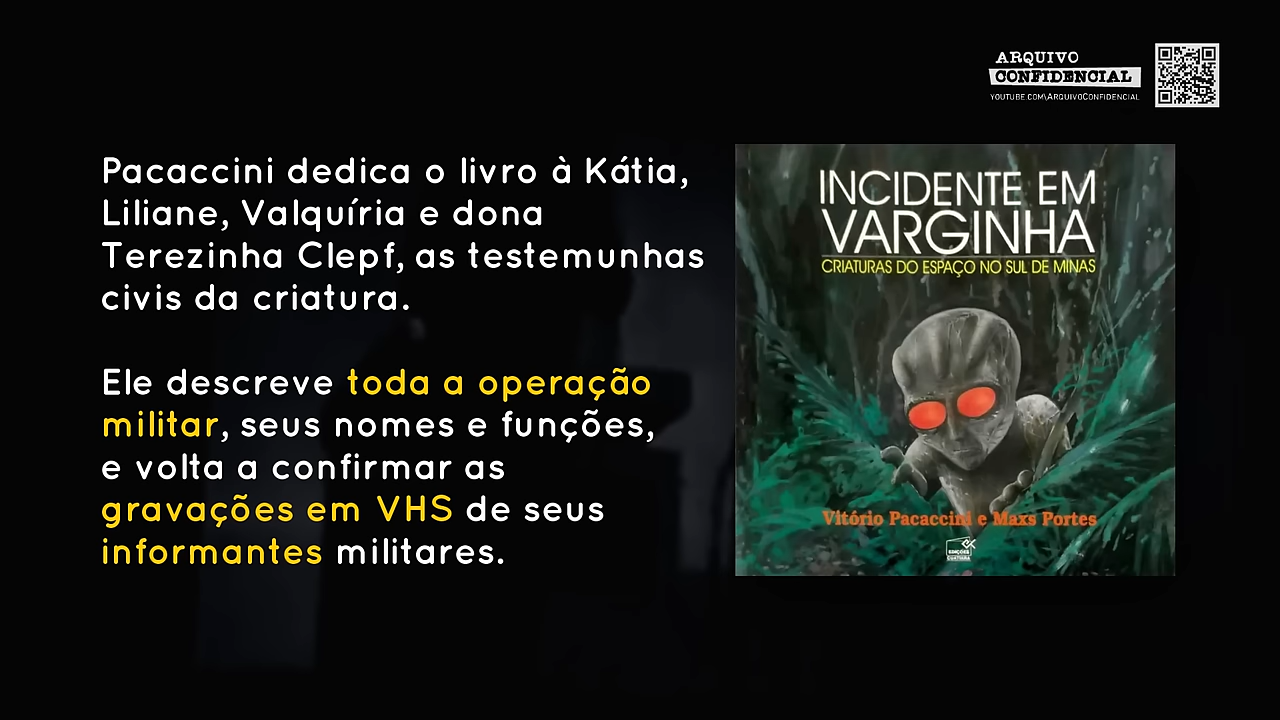 ARQUIVO
CONFIDENCIAL
YOUTUBE.COM\ARQUIVOCONFIDENCIAL
Pacaccini dedica o livro à Kátia,
Liliane, Valquíria e dona
Terezinha Clepf, as testemunhas
civis da criatura.
Ele descreve toda a operação
militar, seus nomes e funções,
e volta a confirmar as
gravações em VHS de seus
informantes militares.
INCIDENTE EM
VARGINHA
CRIATURAS DO ESPAÇO NO SUL DE MINAS
Vitório Pacaccini e Maxs Portes
EDIÇÕES